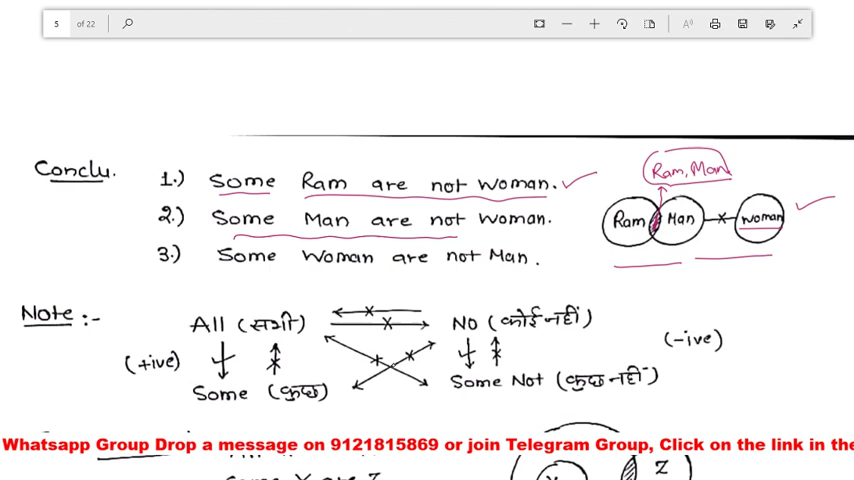 5 of 22
Conclu.
1.) Some Ram are not Woman.
2.) Some Man are not Woman.
3.) Some Woman are not Man.
Ram, Man
Ram Man Woman
Note :-
All (सभी) No (कोई नहीं)
(+ive) (-ive)
Some (कुछ) Some Not (कुछ नहीं)
Whatsapp Group Drop a message on 9121815869 or join Telegram Group, Click on the link in the
Z